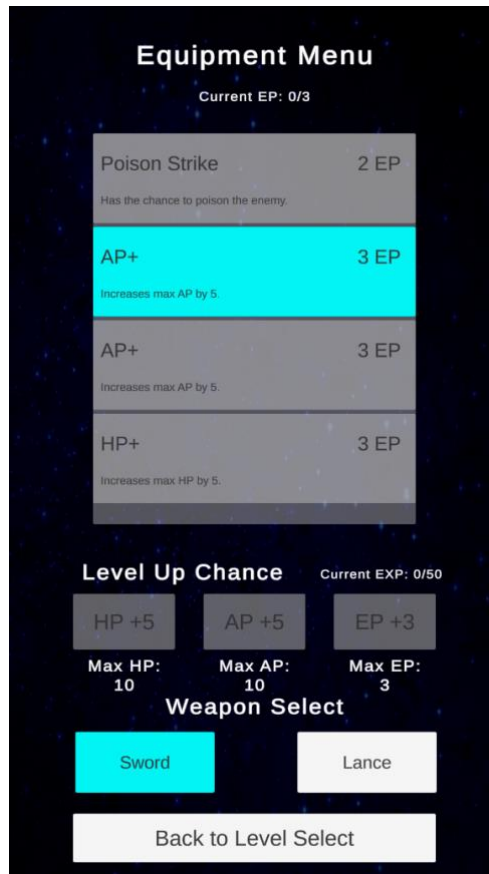 Equipment Menu
Current EP: 0/3
Poison Strike 2 EP
Has the chance to poison the enemy.
AP+ 3 EP
Increases max AP by 5.
AP+ 3 EP
Increases max AP by 5.
HP+ 3 EP
Increases max HP by 5.
Level Up Chance Current EXP: 0/50
HP +5 AP +5 EP +3
Max HP: Max AP: Max EP:
10 10 3
Weapon Select
Sword Lance
Back to Level Select